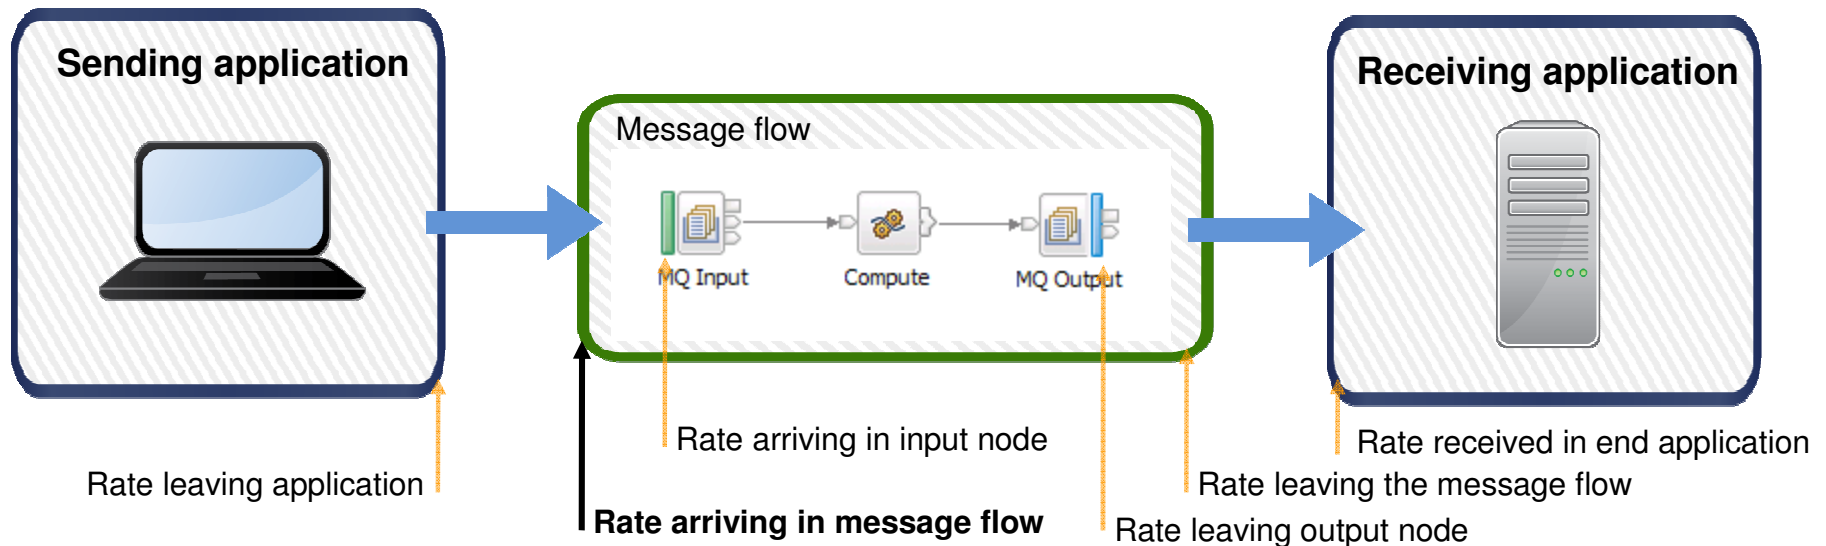 Sending application
Receiving application
Message flow
MQ Input
Compute
MQ Output
Rate arriving in input node
Rate received in end application
Rate leaving application
Rate leaving the message flow
Rate arriving in message flow
Rate leaving output node